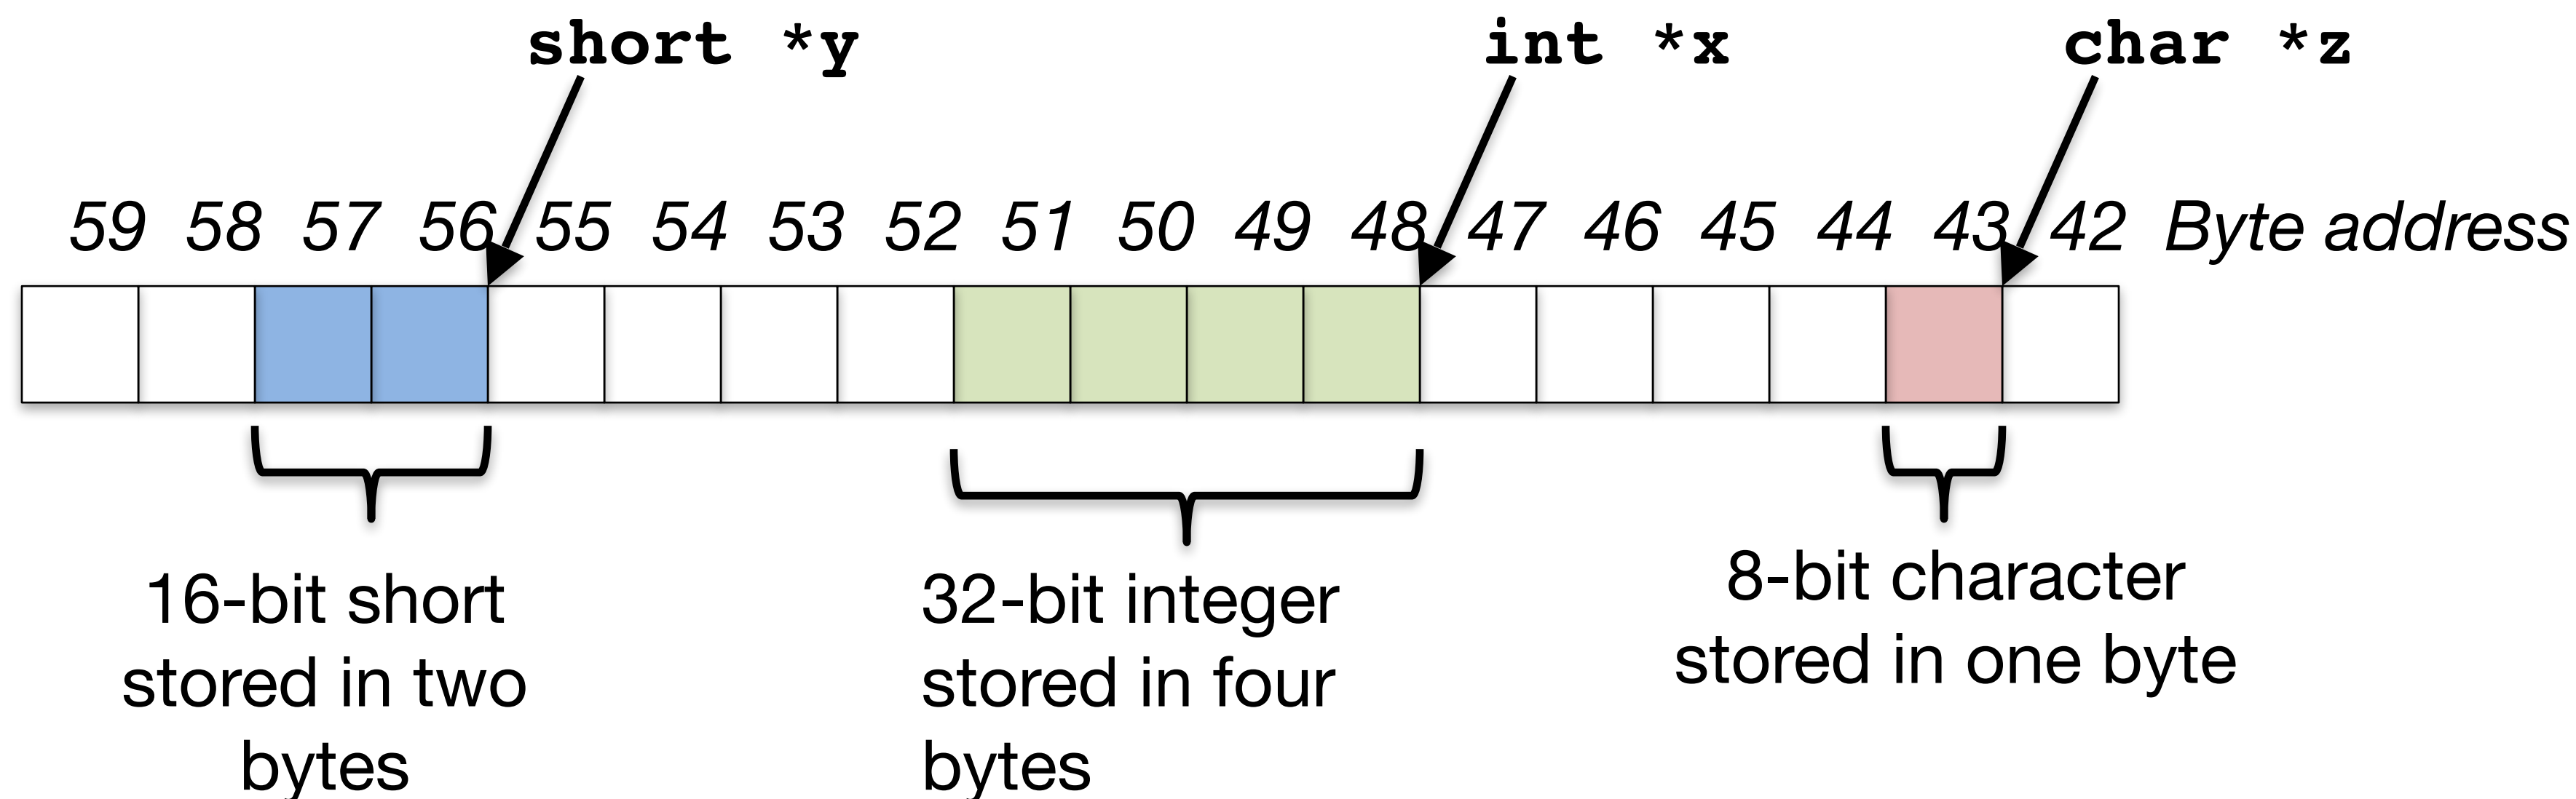 short *y int *x char *z
59 58 57 56 55 54 53 52 51 50 49 48 47 46 45 44 43 42 Byte address
16-bit short
stored in two
bytes
32-bit integer
stored in four
bytes
8-bit character
stored in one byte